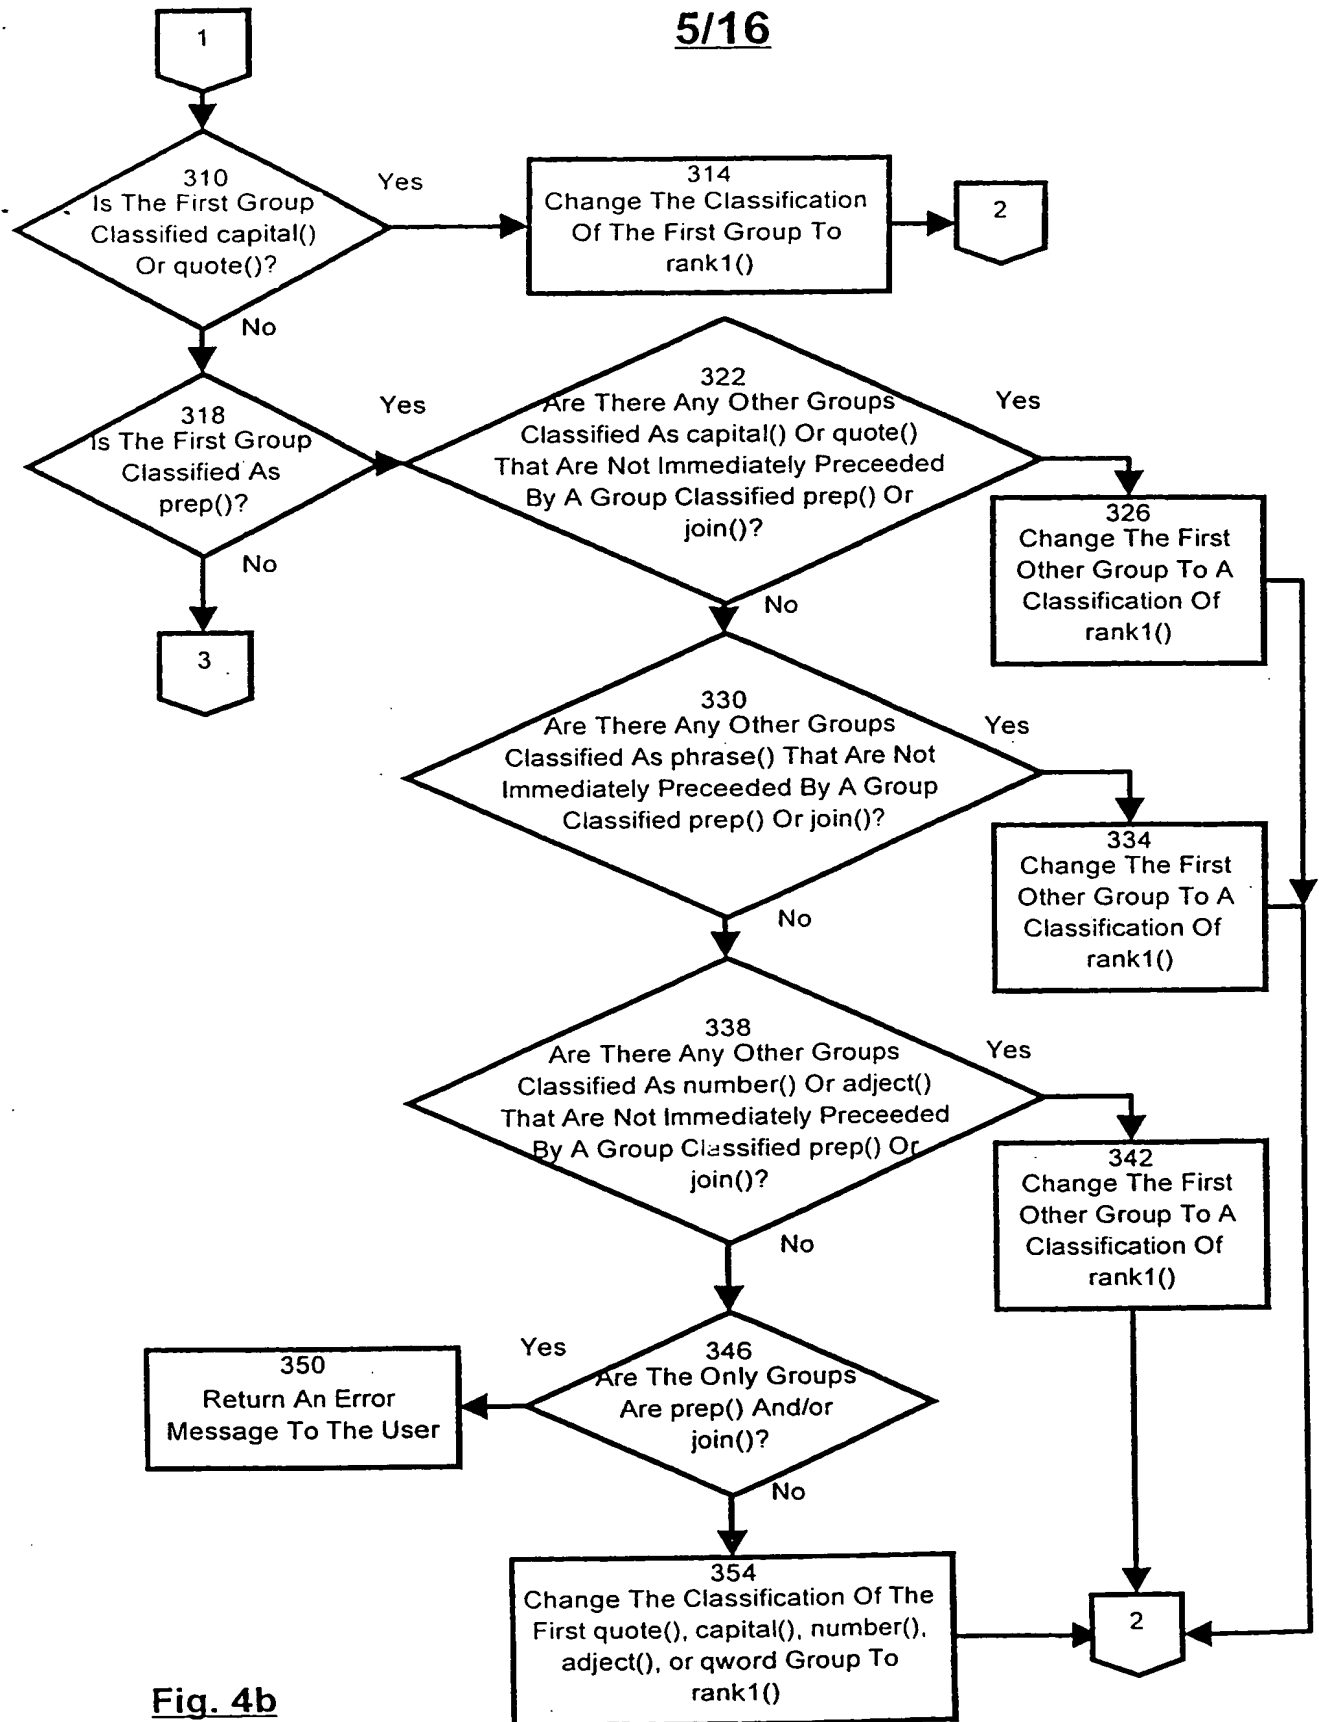 5/16
1
310
Is The First Group
Classified capital()
Or quote()?
Yes
314
Change The Classification
Of The First Group To
rank1()
2
No
318
Is The First Group
Classified As
prep()?
Yes
322
Are There Any Other Groups
Classified As capital() Or quote()
That Are Not Immediately Preceeded
By A Group Classified prep() Or
join()?
Yes
326
Change The First
Other Group To A
Classification Of
rank1()
No
3
No
330
Are There Any Other Groups
Classified As phrase() That Are Not
Immediately Preceeded By A Group
Classified prep() Or join()?
Yes
334
Change The First
Other Group To A
Classification Of
rank1()
No
338
Are There Any Other Groups
Classified As number() Or adject()
That Are Not Immediately Preceeded
By A Group Classified prep() Or
join()?
Yes
342
Change The First
Other Group To A
Classification Of
rank1()
No
346
Are The Only Groups
Are prep() And/or
join()?
Yes
350
Return An Error
Message To The User
No
354
Change The Classification Of The
First quote(), capital(), number(),
adject(), or qword Group To
rank1()
2
Fig. 4b